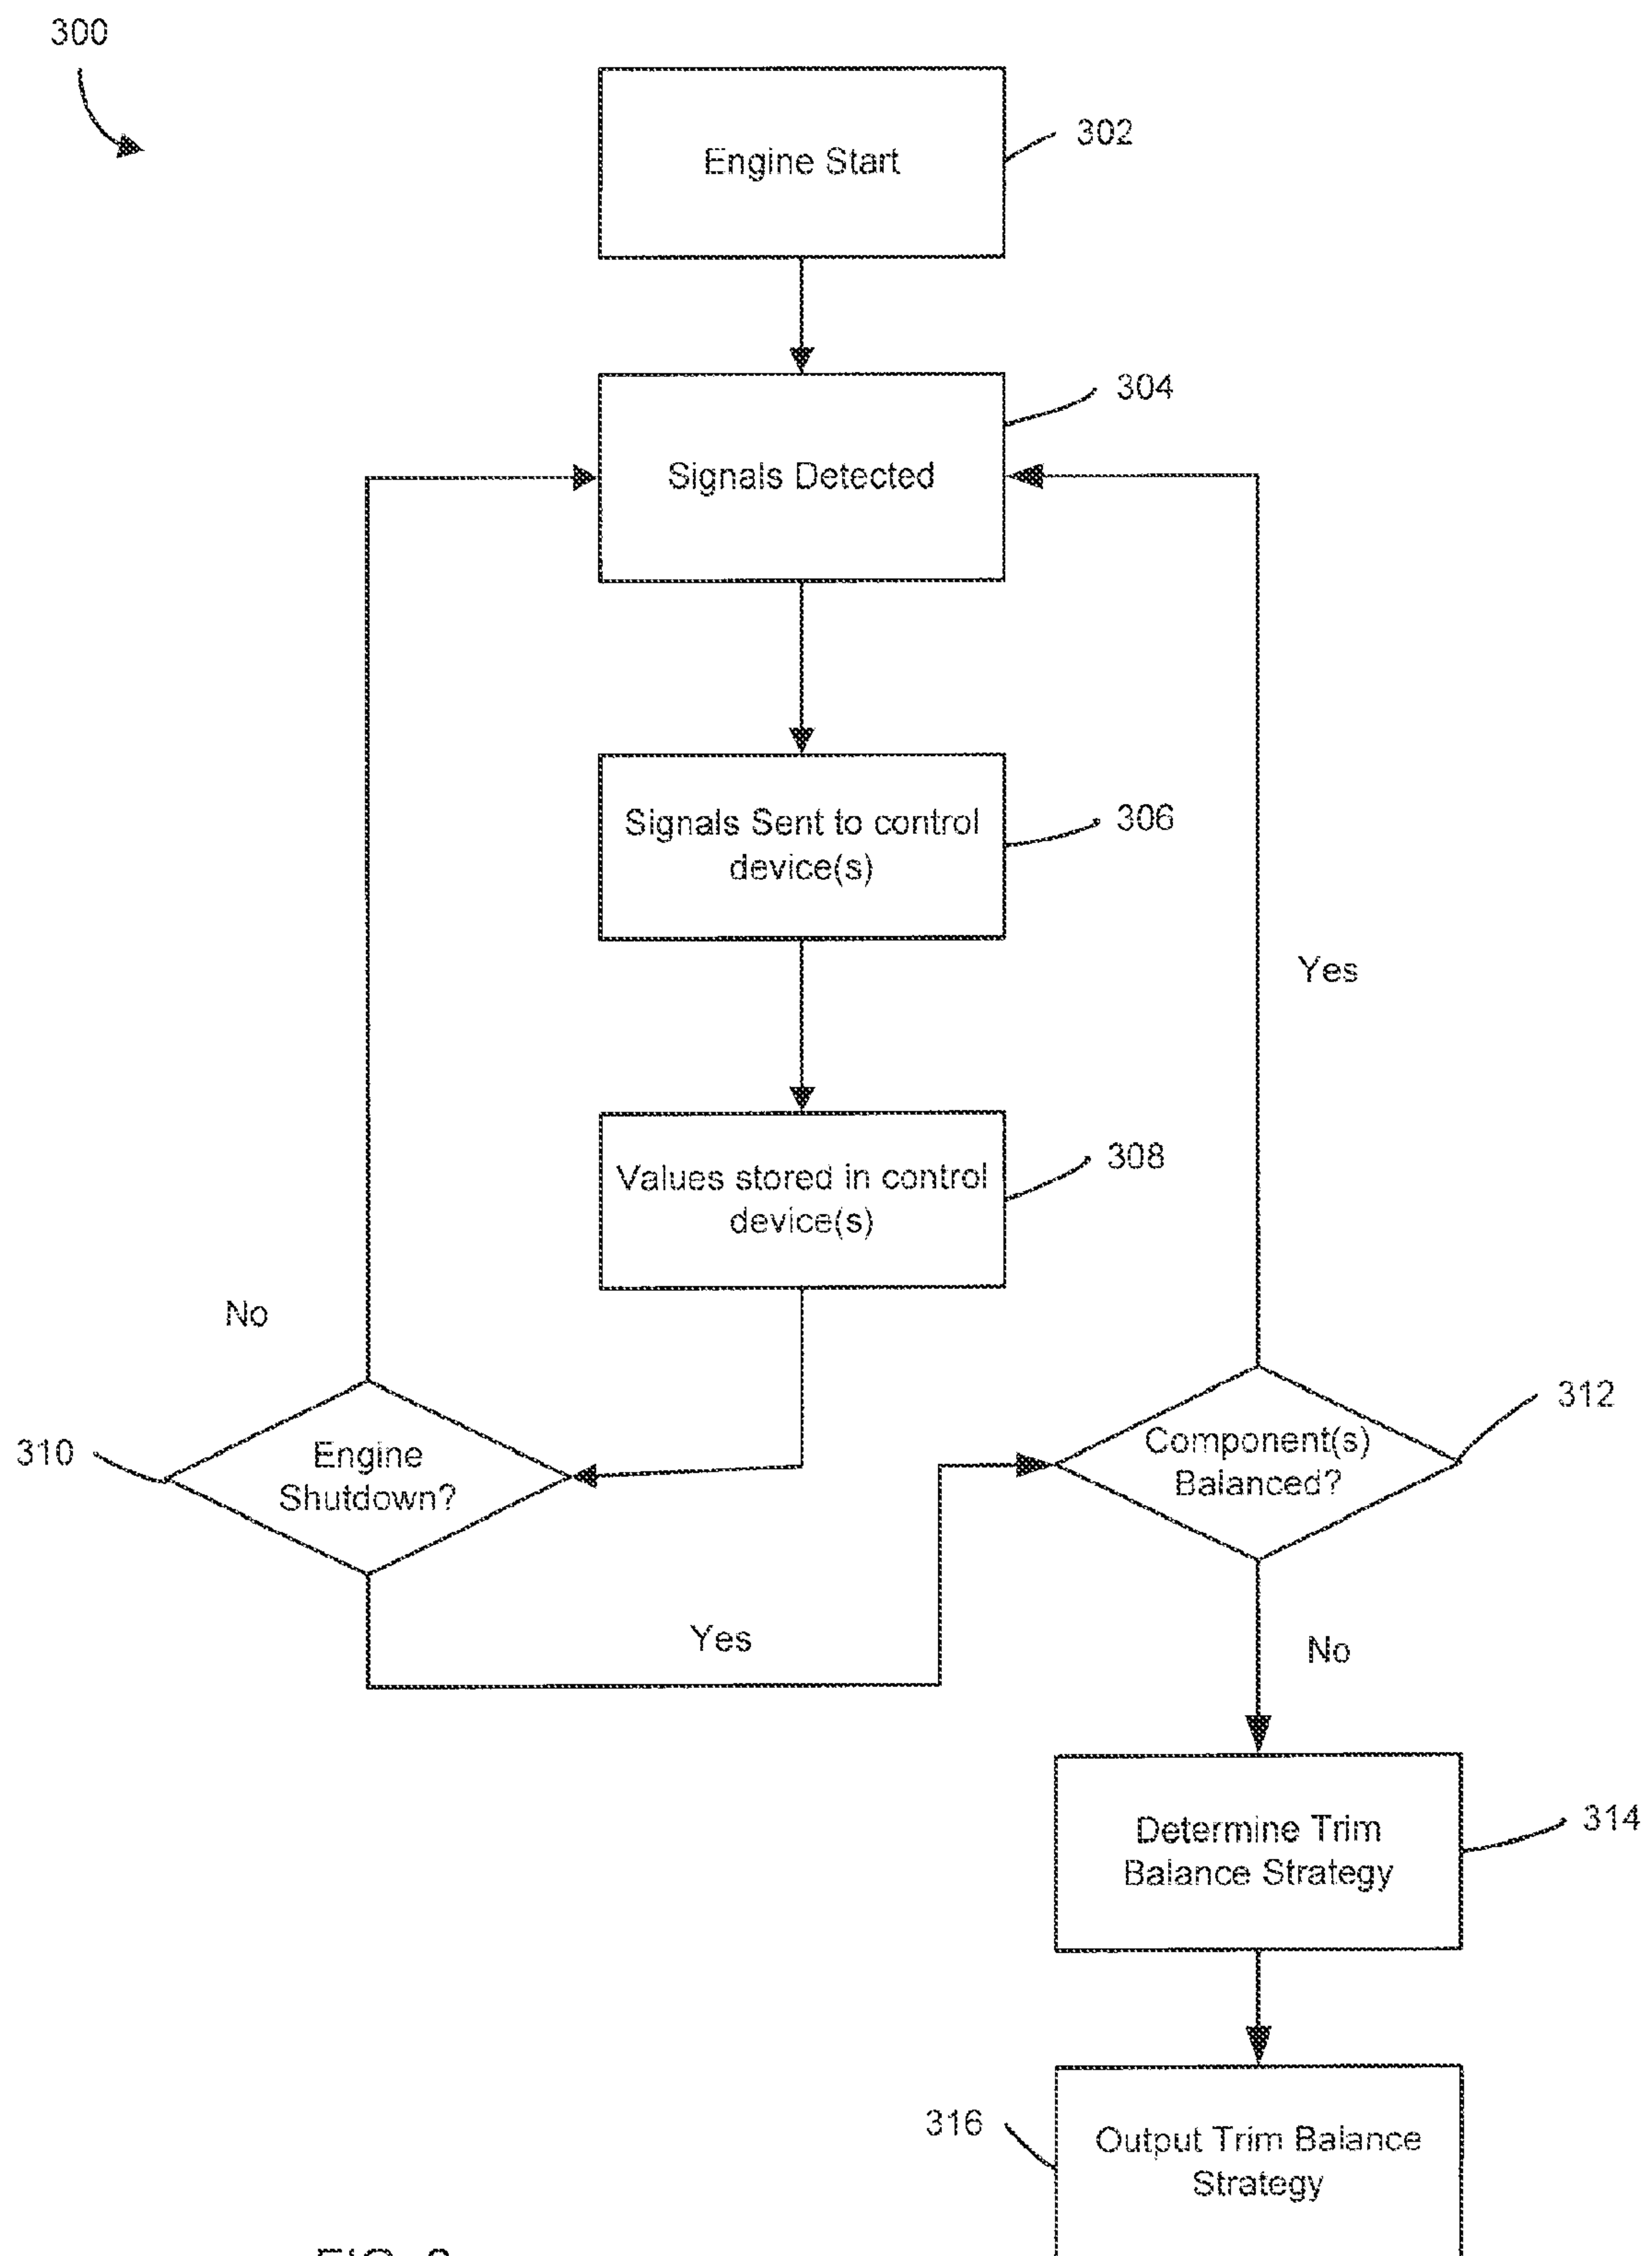 300
Engine Start
302
Signals Detected
304
Signals Sent to control
device(s)
306
Yes
Values stored in control
device(s)
308
No
310
Engine
Shutdown?
Component(s)
Balanced?
312
Yes
No
Determine Trim
Balance Strategy
314
316
Output Trim Balance
Strategy